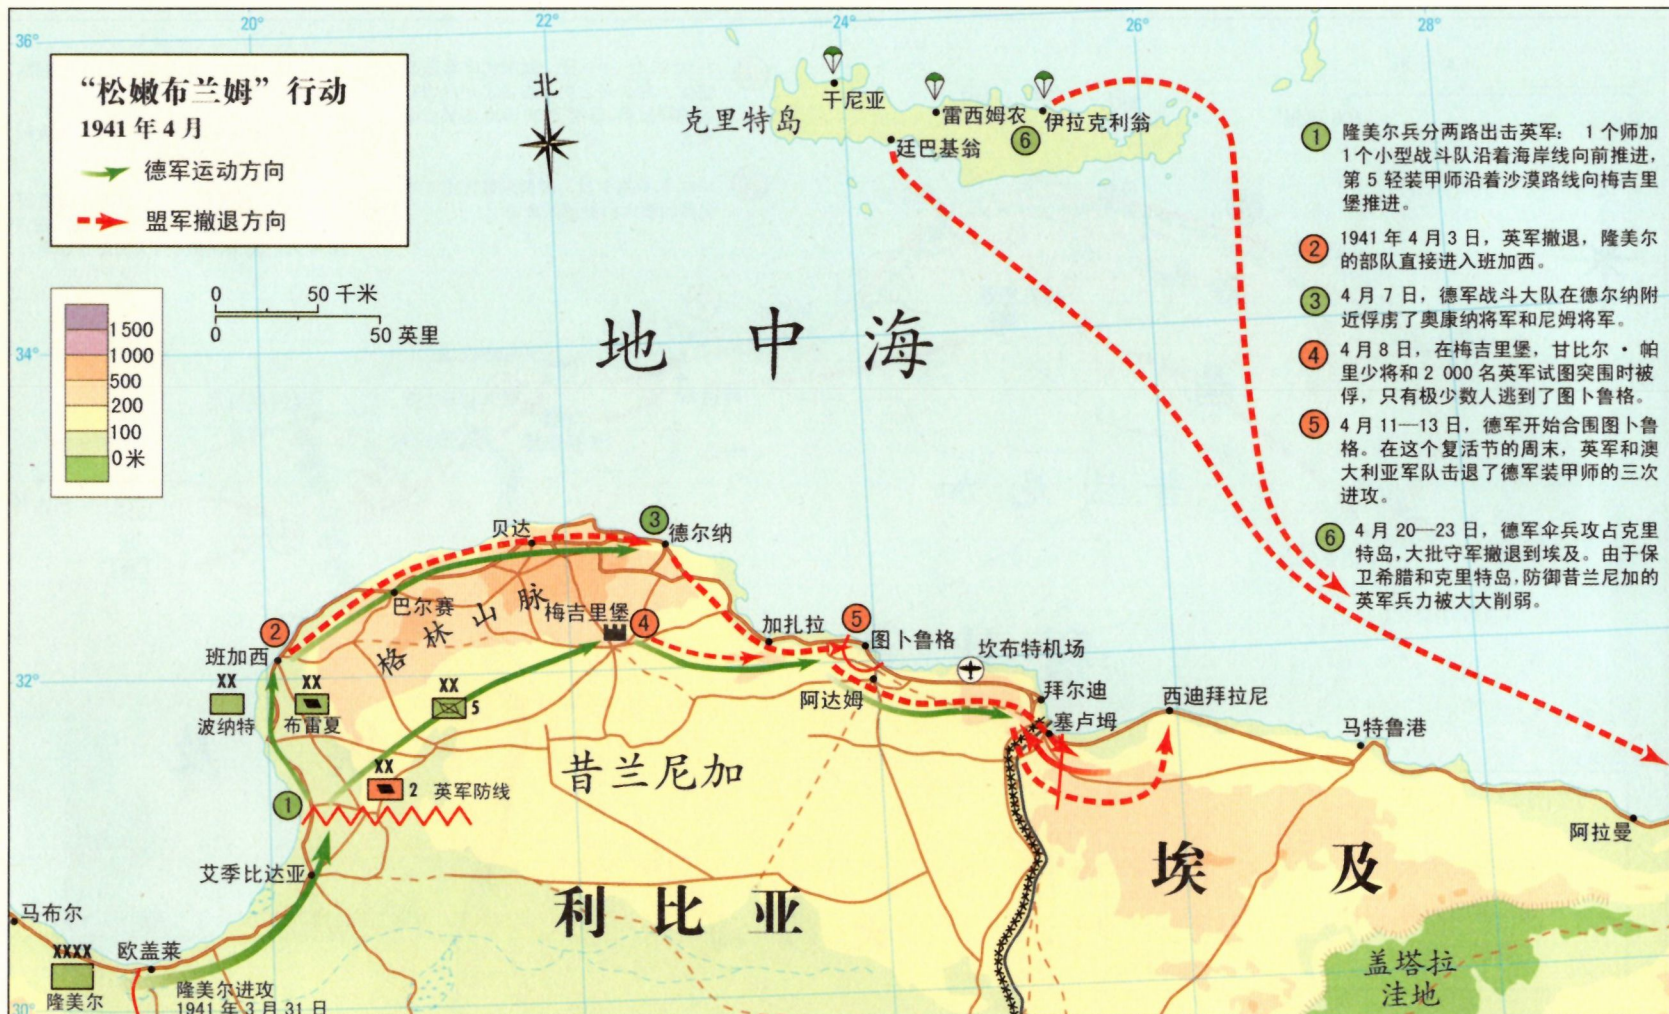 20°
22°
24°
26°
28°
36°
“松嫩布兰姆”行动
1941 年 4 月
德军运动方向
盟军撤退方向
北
克里特岛
干尼亚
雷西姆农
伊拉克利翁
廷巴基翁
6
1
隆美尔兵分两路出击英军: 1 个师加
1 个小型战斗队沿着海岸线向前推进,
第 5 轻装甲师沿着沙漠路线向梅吉里
堡推进。
2
1941 年 4 月 3 日, 英军撤退, 隆美尔
的部队直接进入班加西。
3
4 月 7 日, 德军战斗大队在德尔纳附
近俘虏了奥康纳将军和尼姆将军。
4
4 月 8 日, 在梅吉里堡, 甘比尔 · 帕
里少将和 2 000 名英军试图突围时被
俘, 只有极少数人逃到了图卜鲁格。
5
4 月 11—13 日, 德军开始合围图卜鲁
格。在这个复活节的周末, 英军和澳
大利亚军队击退了德军装甲师的三次
进攻。
6
4 月 20—23 日, 德军伞兵攻占克里
特岛, 大批守军撤退到埃及。由于保
卫希腊和克里特岛, 防御昔兰尼加的
英军兵力被大大削弱。
1 500
1 000
500
200
100
0 米
0 50 千米
0 50 英里
34°
地中海
贝达
3
德尔纳
巴尔赛
格林山脉
梅吉里堡
4
加扎拉
5
图卜鲁格
坎布特机场
2
班加西
32°
XX
波纳特
XX
布雷夏
XX
5
阿达姆
拜尔迪
塞卢姆
西迪拜拉尼
马特鲁港
昔兰尼加
XX
2
英军防线
1
阿拉曼
艾季比达亚
利比亚
埃及
马布尔
欧盖莱
XXXX
隆美尔
隆美尔进攻
1941 年 3 月 31 日
盖塔拉
洼地
30°